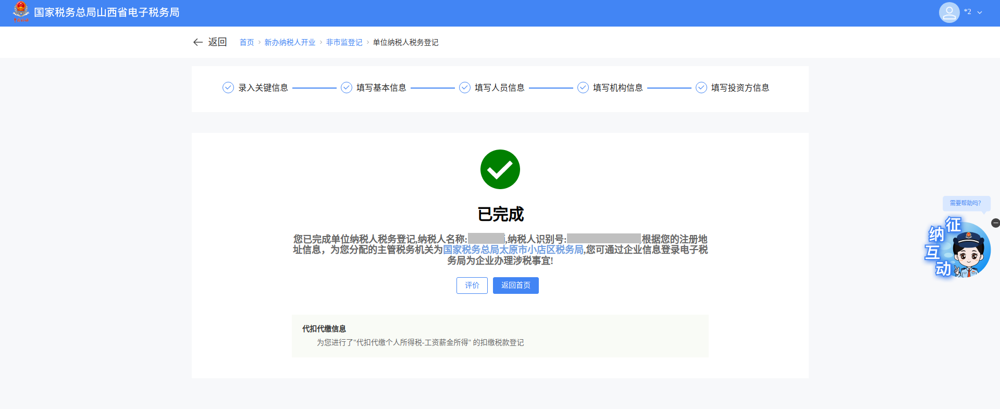 国家税务总局山西省电子税务局
*2
返回 首页 > 新办纳税人开业 > 非市监登记 > 单位纳税人税务登记
录入关键信息 填写基本信息 填写人员信息 填写机构信息 填写投资方信息
已完成
您已完成单位纳税人税务登记,纳税人名称: ,纳税人识别号: ,根据您的注册地
址信息，为您分配的主管税务机关为国家税务总局太原市小店区税务局,您可通过企业信息登录电子税
务局为企业办理涉税事宜!
评价 返回首页
代扣代缴信息
为您进行了"代扣代缴个人所得税-工资薪金所得" 的扣缴税款登记
需要帮助吗?
征
纳
互
动